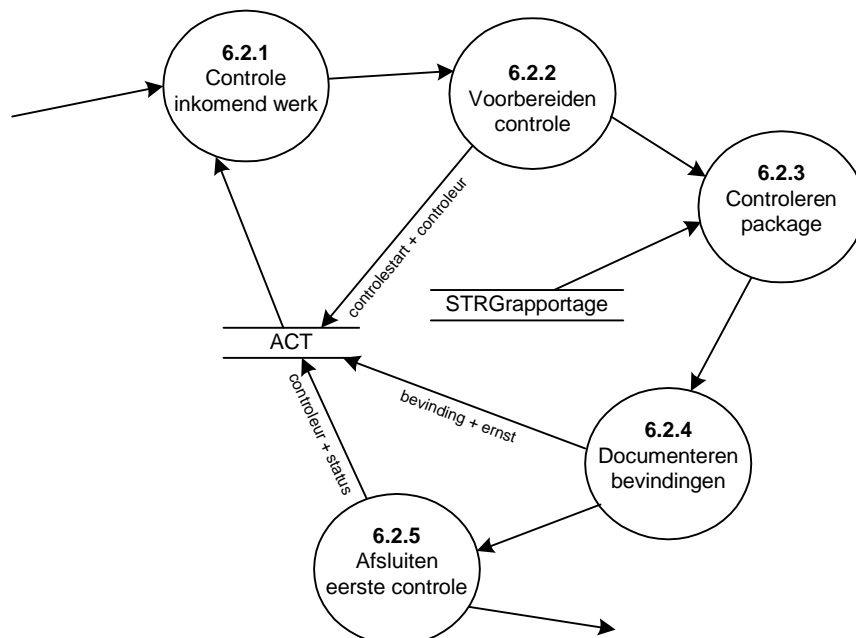 6.2.1
Controle
inkomend werk
6.2.2
Voorbereiden
controle
6.2.3
Controleren
package
controlestart + controleur
STRGrapportage
ACT
bevinding + ernst
controleur + status
6.2.4
Documenteren
bevindingen
6.2.5
Afsluiten
eerste controle